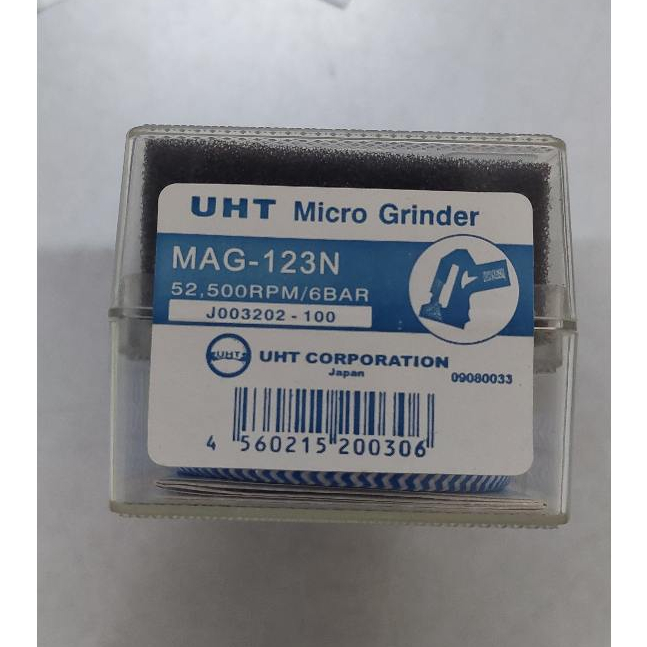 UHT Micro Grinder
MAG-123N
52,500RPM/6BAR
J003202-100
UHT
UHT CORPORATION
Japan
09080033
4 560215 200306